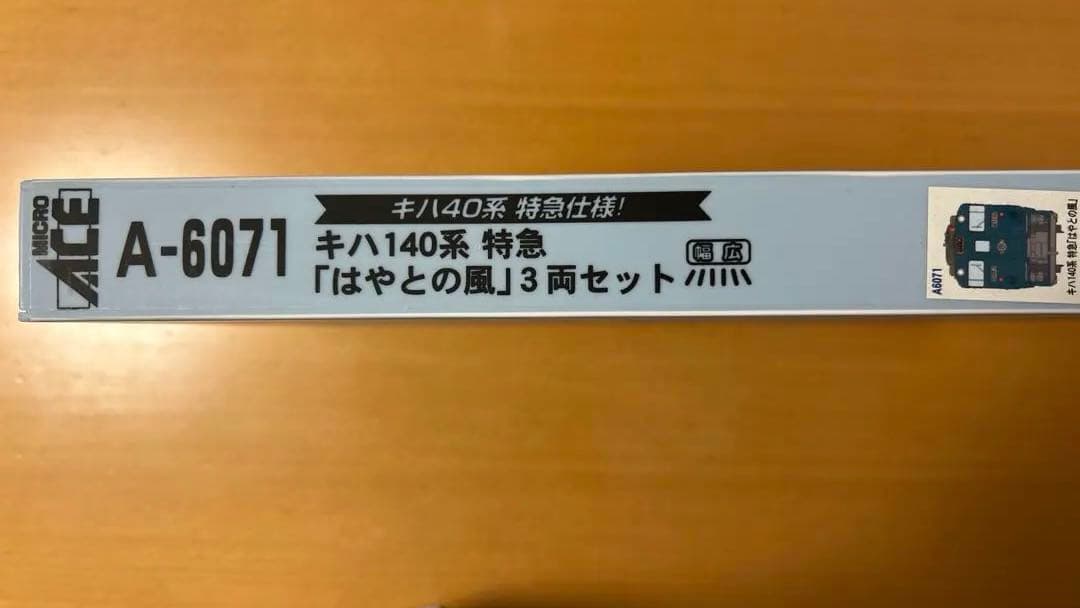 MICRO
ACE
A-6071
キハ40系 特急仕様!
キハ140系 特急
「はやとの風」3両セット
幅広
A6071
キハ140系 特急「はやとの風」